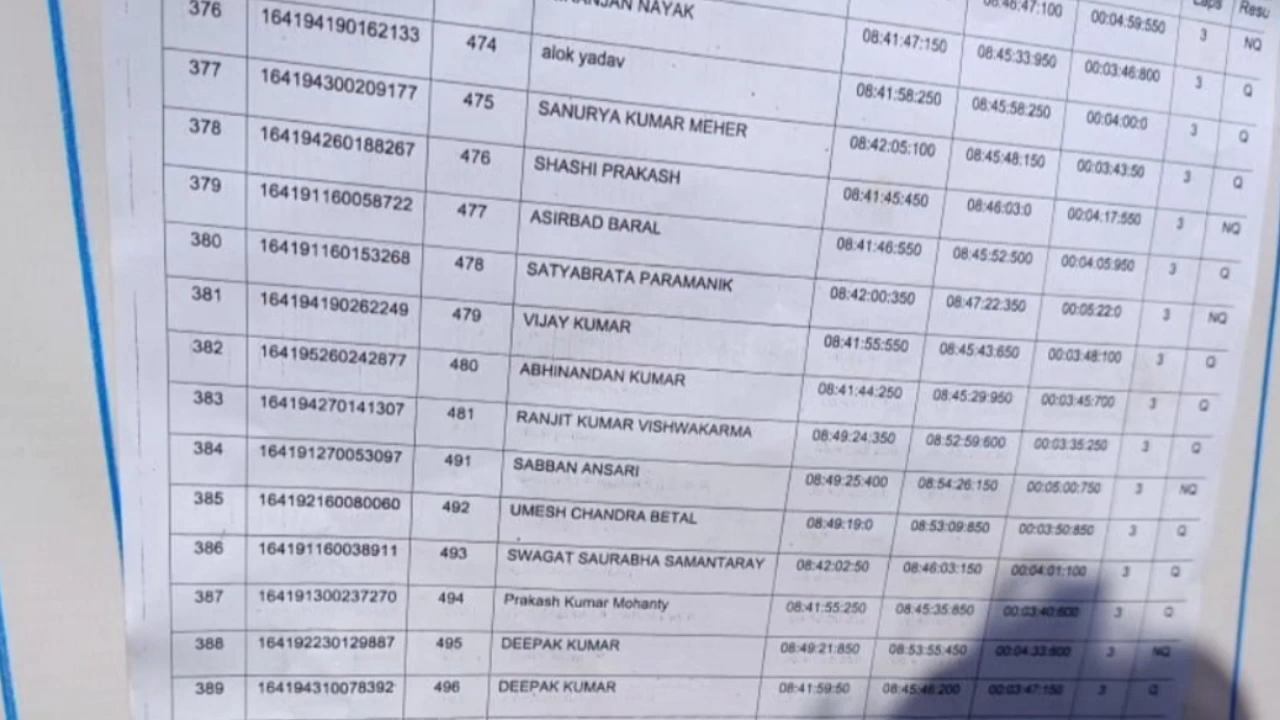 Laps Resu
08:46:47:100 00:04:59:550 3 NQ
NAYAK 08:41:47:150 08:45:33:950 00:03:46:800 3 Q
376 164194190162133 474 alok yadav 08:41:58:250 08:45:58:250 00:04:00:0 3 Q
377 164194300209177 475 SANURYA KUMAR MEHER 08:42:05:100 08:45:48:150 00:03:43:50 3 Q
378 164194260188267 476 SHASHI PRAKASH 08:41:45:450 08:46:03:0 00:04:17:550 3 NQ
379 164191160058722 477 ASIRBAD BARAL 08:41:46:550 08:45:52:500 00:04:05:950 3 Q
380 164191160153268 478 SATYABRATA PARAMANIK 08:42:00:350 08:47:22:350 00:05:22:0 3 NQ
381 164194190262249 479 VIJAY KUMAR 08:41:55:550 08:45:43:650 00:03:48:100 3 Q
382 164195260242877 480 ABHINANDAN KUMAR 08:41:44:250 08:45:29:950 00:03:45:700 3 Q
383 164194270141307 481 RANJIT KUMAR VISHWAKARMA 08:49:24:350 08:52:59:600 00:03:35:250 3 Q
384 164191270053097 491 SABBAN ANSARI 08:49:25:400 08:54:26:150 00:05:00:750 3 NQ
385 164192160080060 492 UMESH CHANDRA BETAL 08:49:19:0 08:53:09:850 00:03:50:850 3 Q
386 164191160038911 493 SWAGAT SAURABHA SAMANTARAY 08:42:02:50 08:46:03:150 00:04:01:100 3 Q
387 164191300237270 494 Prakash Kumar Mohanty 08:41:55:250 08:45:35:850 00:03:40:600 3 Q
388 164192230129887 495 DEEPAK KUMAR 08:49:21:850 08:53:55:450 00:04:33:600 3 NQ
389 164194310078392 496 DEEPAK KUMAR 08:41:59:50 08:45:46:200 00:03:47:150 3 Q